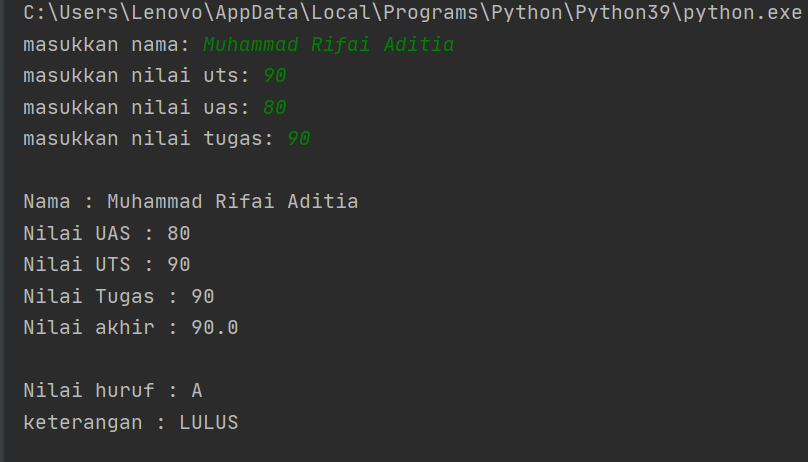 C:\Users\Lenovo\AppData\Local\Programs\Python\Python39\python.exe
masukkan nama: Muhammad Rifai Aditia
masukkan nilai uts: 90
masukkan nilai uas: 80
masukkan nilai tugas: 90
Nama : Muhammad Rifai Aditia
Nilai UAS : 80
Nilai UTS : 90
Nilai Tugas : 90
Nilai akhir : 90.0
Nilai huruf : A
keterangan : LULUS